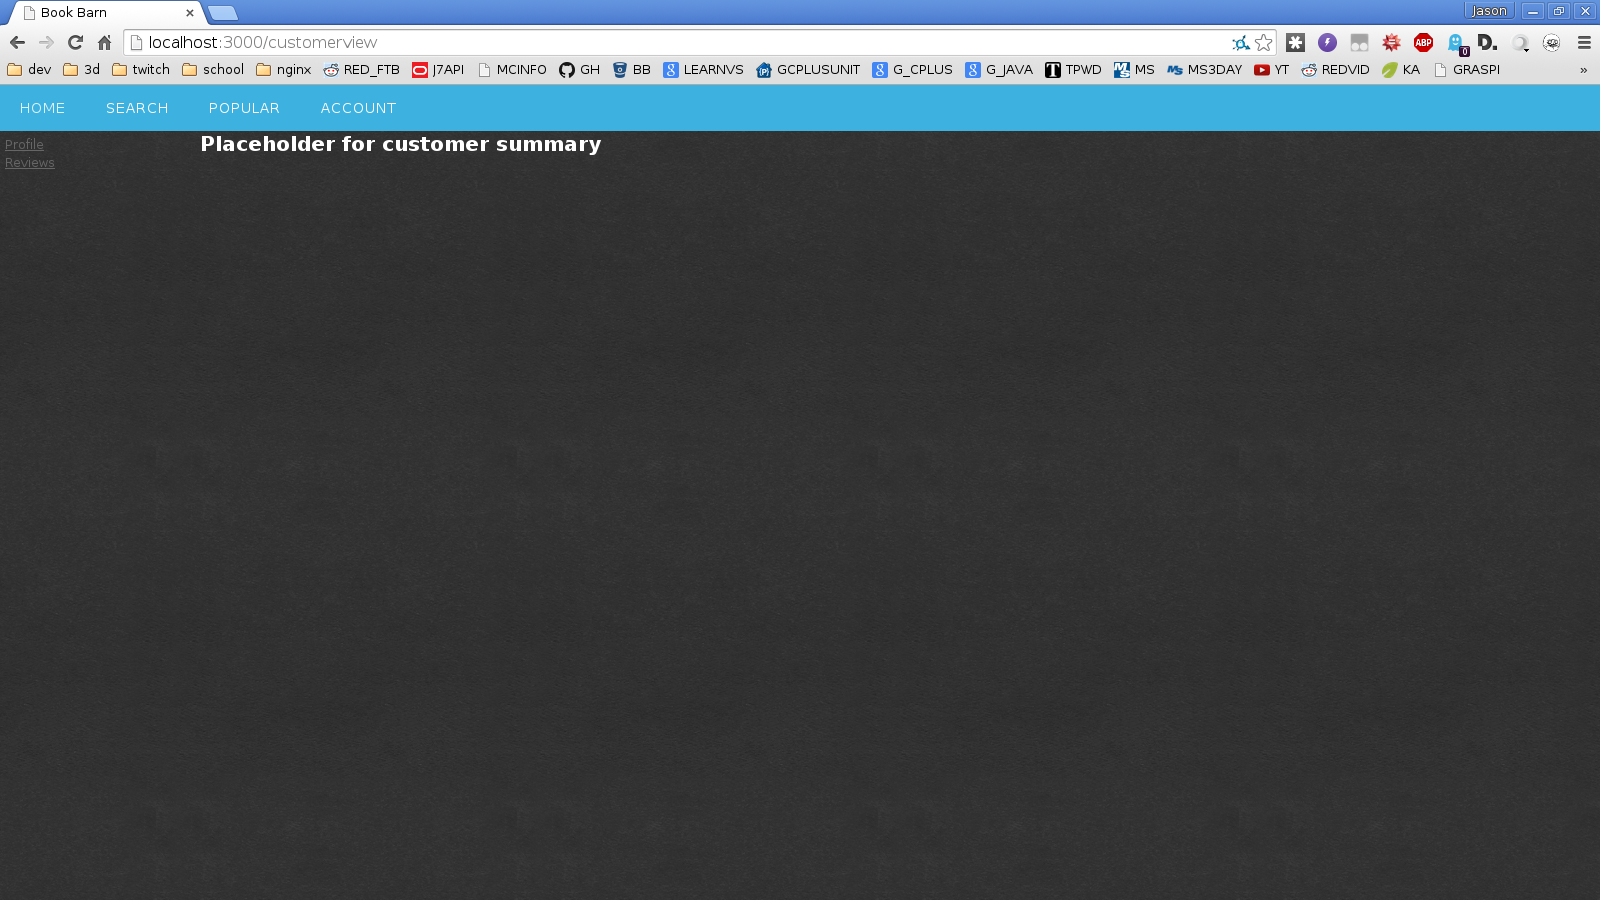 Book Barn
Jason
localhost:3000/customerview
ABP
0
D.
dev 3d twitch school nginx RED_FTB J7API MCINFO GH BB LEARNVS GCPLUSUNIT G_CPLUS G_JAVA TPWD MS MS3DAY YT REDVID KA GRASPI »
HOME SEARCH POPULAR ACCOUNT
Profile
Placeholder for customer summary
Reviews